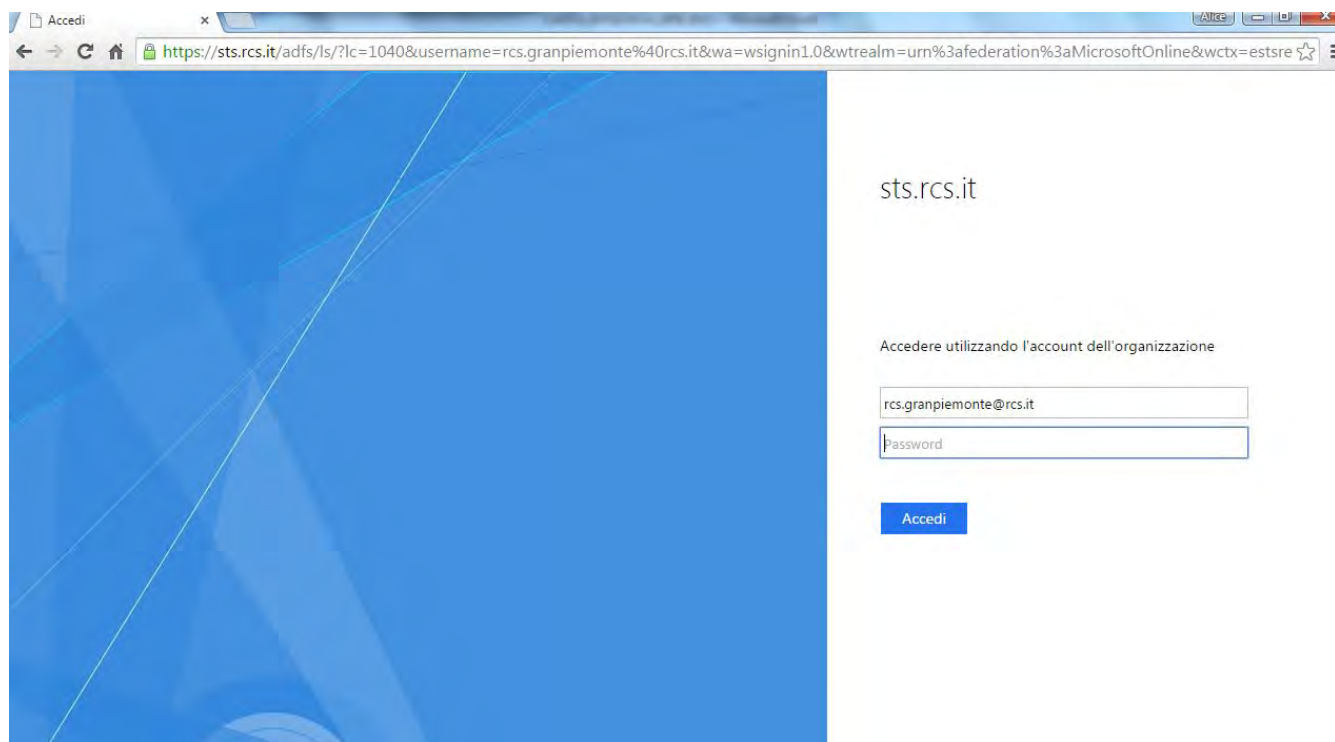 Accedi
Alice
https://sts.rcs.it/adfs/ls/?lc=1040&username=rcs.granpiemonte%40rcs.it&wa=wsignin1.0&wtrealm=urn%3afederation%3aMicrosoftOnline&wctx=estsre
sts.rcs.it
Accedere utilizzando l'account dell'organizzazione
rcs.granpiemonte@rcs.it
Password
Accedi